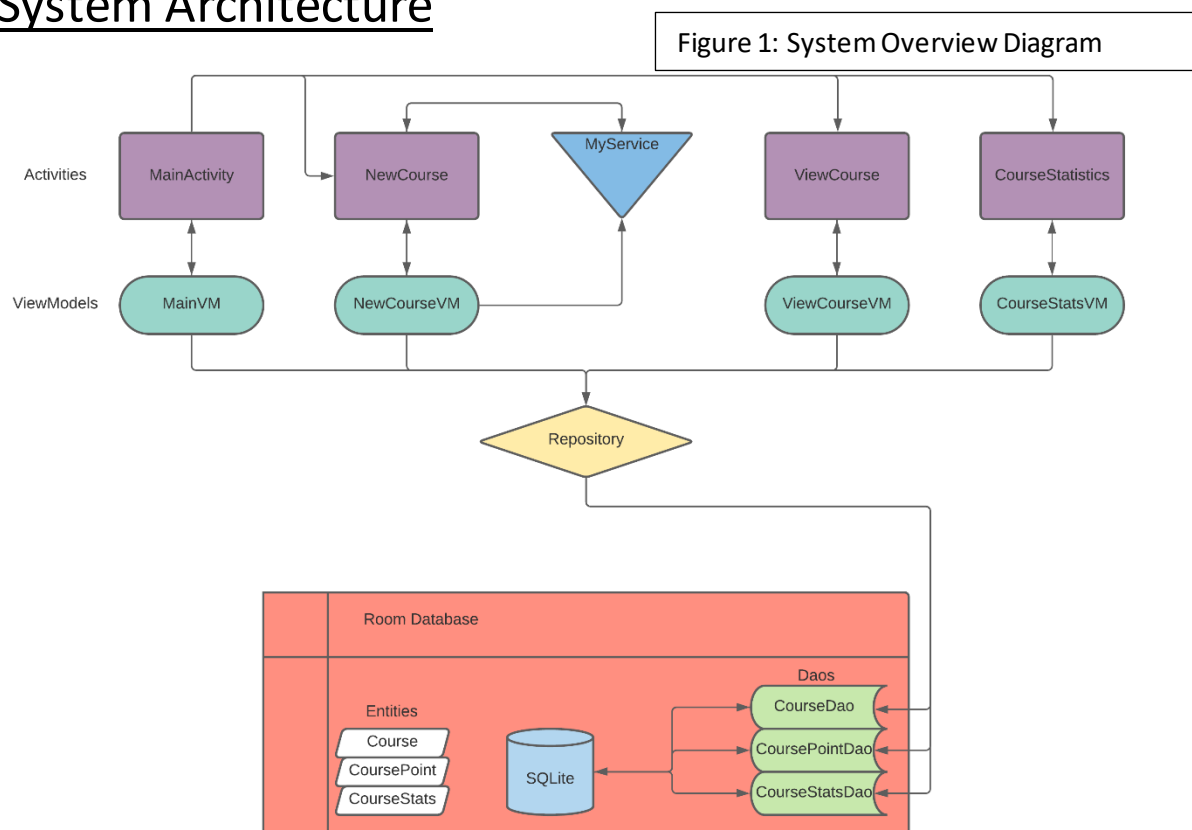 System Architecture
Figure 1: System Overview Diagram
Activities
MainActivity
NewCourse
MyService
ViewCourse
CourseStatistics
ViewModels
MainVM
NewCourseVM
ViewCourseVM
CourseStatsVM
Repository
Room Database
Entities
Course
CoursePoint
CourseStats
SQLite
Daos
CourseDao
CoursePointDao
CourseStatsDao